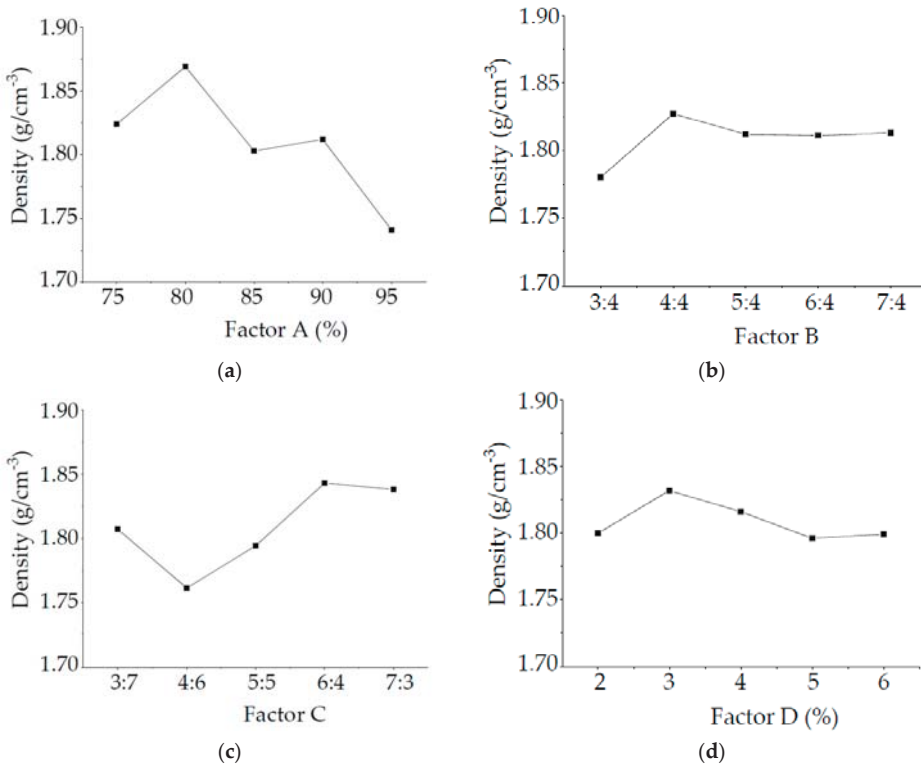 1.90
1.85
1.80
1.75
1.70
Density (g/cm⁻³)
75 80 85 90 95
Factor A (%)
(a)
1.90
1.85
1.80
1.75
1.70
Density (g/cm⁻³)
3:4 4:4 5:4 6:4 7:4
Factor B
(b)
1.90
1.85
1.80
1.75
1.70
Density (g/cm⁻³)
3:7 4:6 5:5 6:4 7:3
Factor C
(c)
1.90
1.85
1.80
1.75
1.70
Density (g/cm⁻³)
2 3 4 5 6
Factor D (%)
(d)